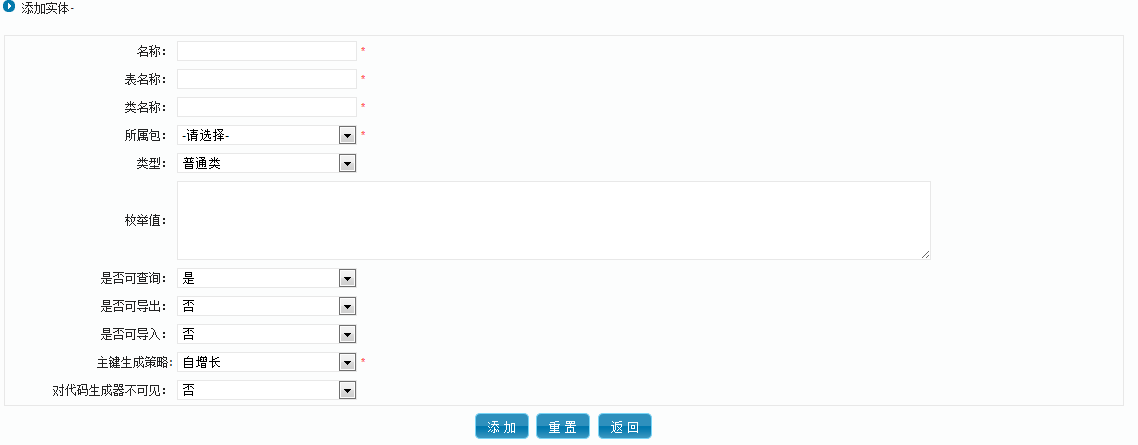 添加实体-
名称： *
表名称： *
类名称： *
所属包： -请选择- *
类型： 普通类
枚举值：
是否可查询： 是
是否可导出： 否
是否可导入： 否
主键生成策略: 自增长 *
对代码生成器不可见： 否
添 加 重 置 返 回